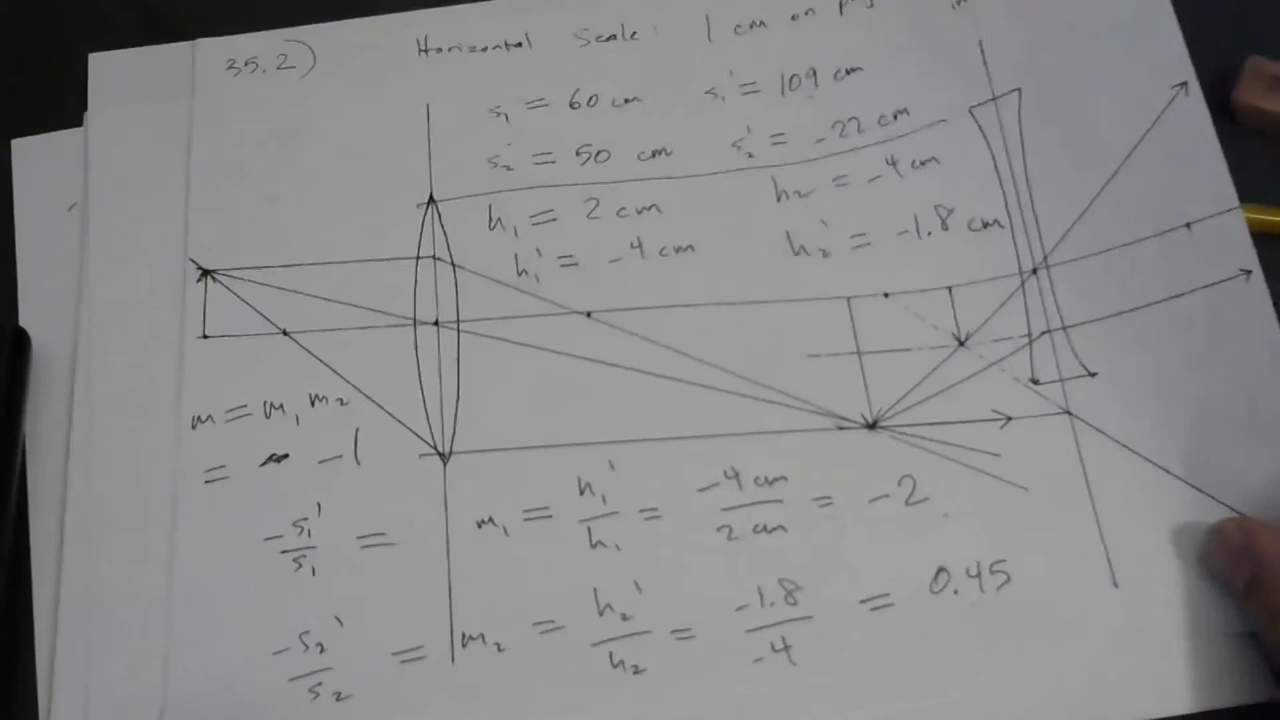 35.2)
Horizontal Scale: 1 cm on
s₁ = 60 cm s₁' = 109 cm
s₂ = 50 cm s₂' = -22 cm
h₁ = 2 cm h₂ = -4 cm
h₁' = -4 cm h₂' = -1.8 cm
m = m₁ m₂
= -1
-s₁'/s₁ = m₁ = h₁'/h₁ = -4 cm/2 cm = -2
-s₂'/s₂ = m₂ = h₂'/h₂ = -1.8/-4 = 0.45